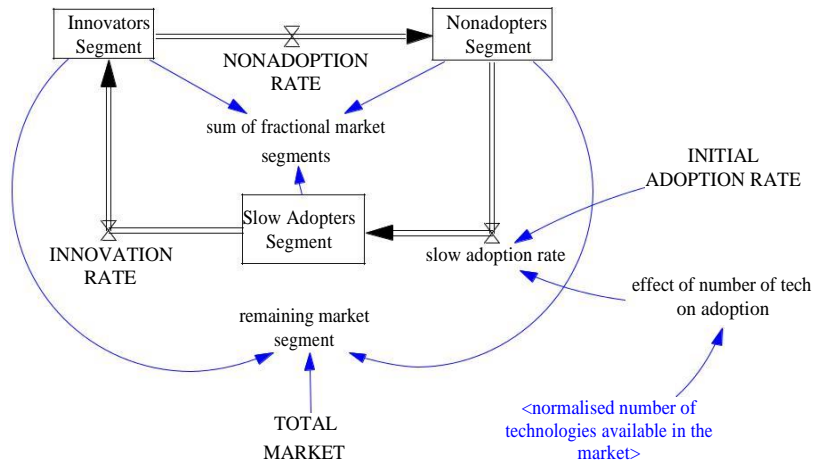 Innovators
Segment
Nonadopters
Segment
NONADOPTION
RATE
sum of fractional market
segments
INITIAL
ADOPTION RATE
Slow Adopters
Segment
INNOVATION
RATE
slow adoption rate
effect of number of tech
on adoption
remaining market
segment
TOTAL
MARKET
<normalised number of
technologies available in the
market>